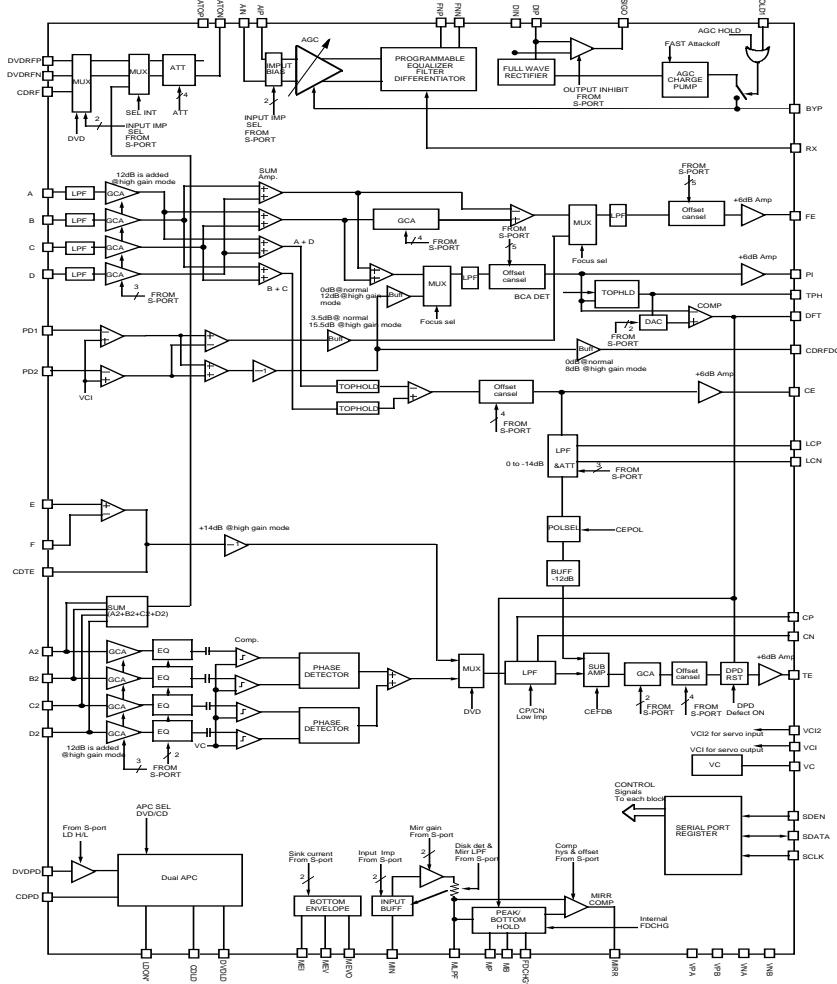 ATOP
ATON
AIN
AIP
FNP
FNN
DIN
DIP
SIGO
HOLD1
AGC
AGC HOLD
FAST Attackoff
DVDRFP
DVDRFN
CDRF
MUX
MUX
ATT
INPUT
BIAS
PROGRAMMABLE
EQUALIZER
FILTER
DIFFERENTIATOR
FULL WAVE
RECTIFIER
AGC
CHARGE
PUMP
OUTPUT INHIBIT
FROM
S-PORT
2
DVD
SEL INT
4
ATT
INPUT IMP
SEL
FROM
S-PORT
2
INPUT IMP
SEL
FROM
S-PORT
BYP
RX
12dB is added
@high gain mode
SUM
Amp.
A
B
C
D
LPF
LPF
LPF
LPF
GCA
GCA
GCA
GCA
3
FROM
S-PORT
A + D
B + C
GCA
4
FROM
S-PORT
FROM
S-PORT
5
MUX
Focus sel
LPF
FROM
S-PORT
5
Offset
cansel
+6dB Amp
FE
0dB@normal
12dB@high gain
mode
Buff
MUX
Focus sel
LPF
Offset
cansel
BCA DET
+6dB Amp
PI
TOPHLD
TPH
COMP
DAC
2
FROM
S-PORT
DFT
3.5dB@ normal
15.5dB @high gain mode
Buff
Buff
0dB@normal
8dB @high gain mode
PD1
PD2
VCI
−1
TOPHOLD
TOPHOLD
Offset
cansel
4
FROM
S-PORT
+6dB Amp
CE
LPF
&ATT
0 to -14dB
3
FROM
S-PORT
LCP
LCN
E
F
CDTE
+14dB @high gain mode
−1
POLSEL
CEPOL
BUFF
-12dB
SUM
(A2+B2+C2+D2)
CP
CN
A2
B2
C2
D2
GCA
GCA
GCA
GCA
EQ
EQ
EQ
EQ
Comp.
PHASE
DETECTOR
PHASE
DETECTOR
VC
12dB is added
@high gain mode
3
2
FROM
S-PORT
MUX
DVD
LPF
CP/CN
Low Imp
SUB
AMP
CEFDB
GCA
2
FROM
S-PORT
Offset
cansel
4
FROM
S-PORT
DPD
RST
DPD
Defect ON
+6dB Amp
TE
VCI2 for servo input
VCI2
VCI for servo output
VCI
VC
VC
CONTROL
Signals
To each block
SERIAL PORT
REGISTER
SDEN
SDATA
SCLK
APC SEL
DVD/CD
From S-port
LD H/L
DVDPD
CDPD
Dual APC
Sink current
From S-port
2
BOTTOM
ENVELOPE
Input Imp
From S-port
2
INPUT
BUFF
Mirr gain
From S-port
2
Disk det &
Mirr LPF
From S-port
Comp
hys & offset
From S-port
MIRR
COMP
PEAK/
BOTTOM
HOLD
Internal
FDCHG
LDON
CDLD
DVDLD
MEI
MEV
MEVO
MIN
MLPF
MP
MB
FDCHG
MIRR
VPA
VPB
VNA
VNB